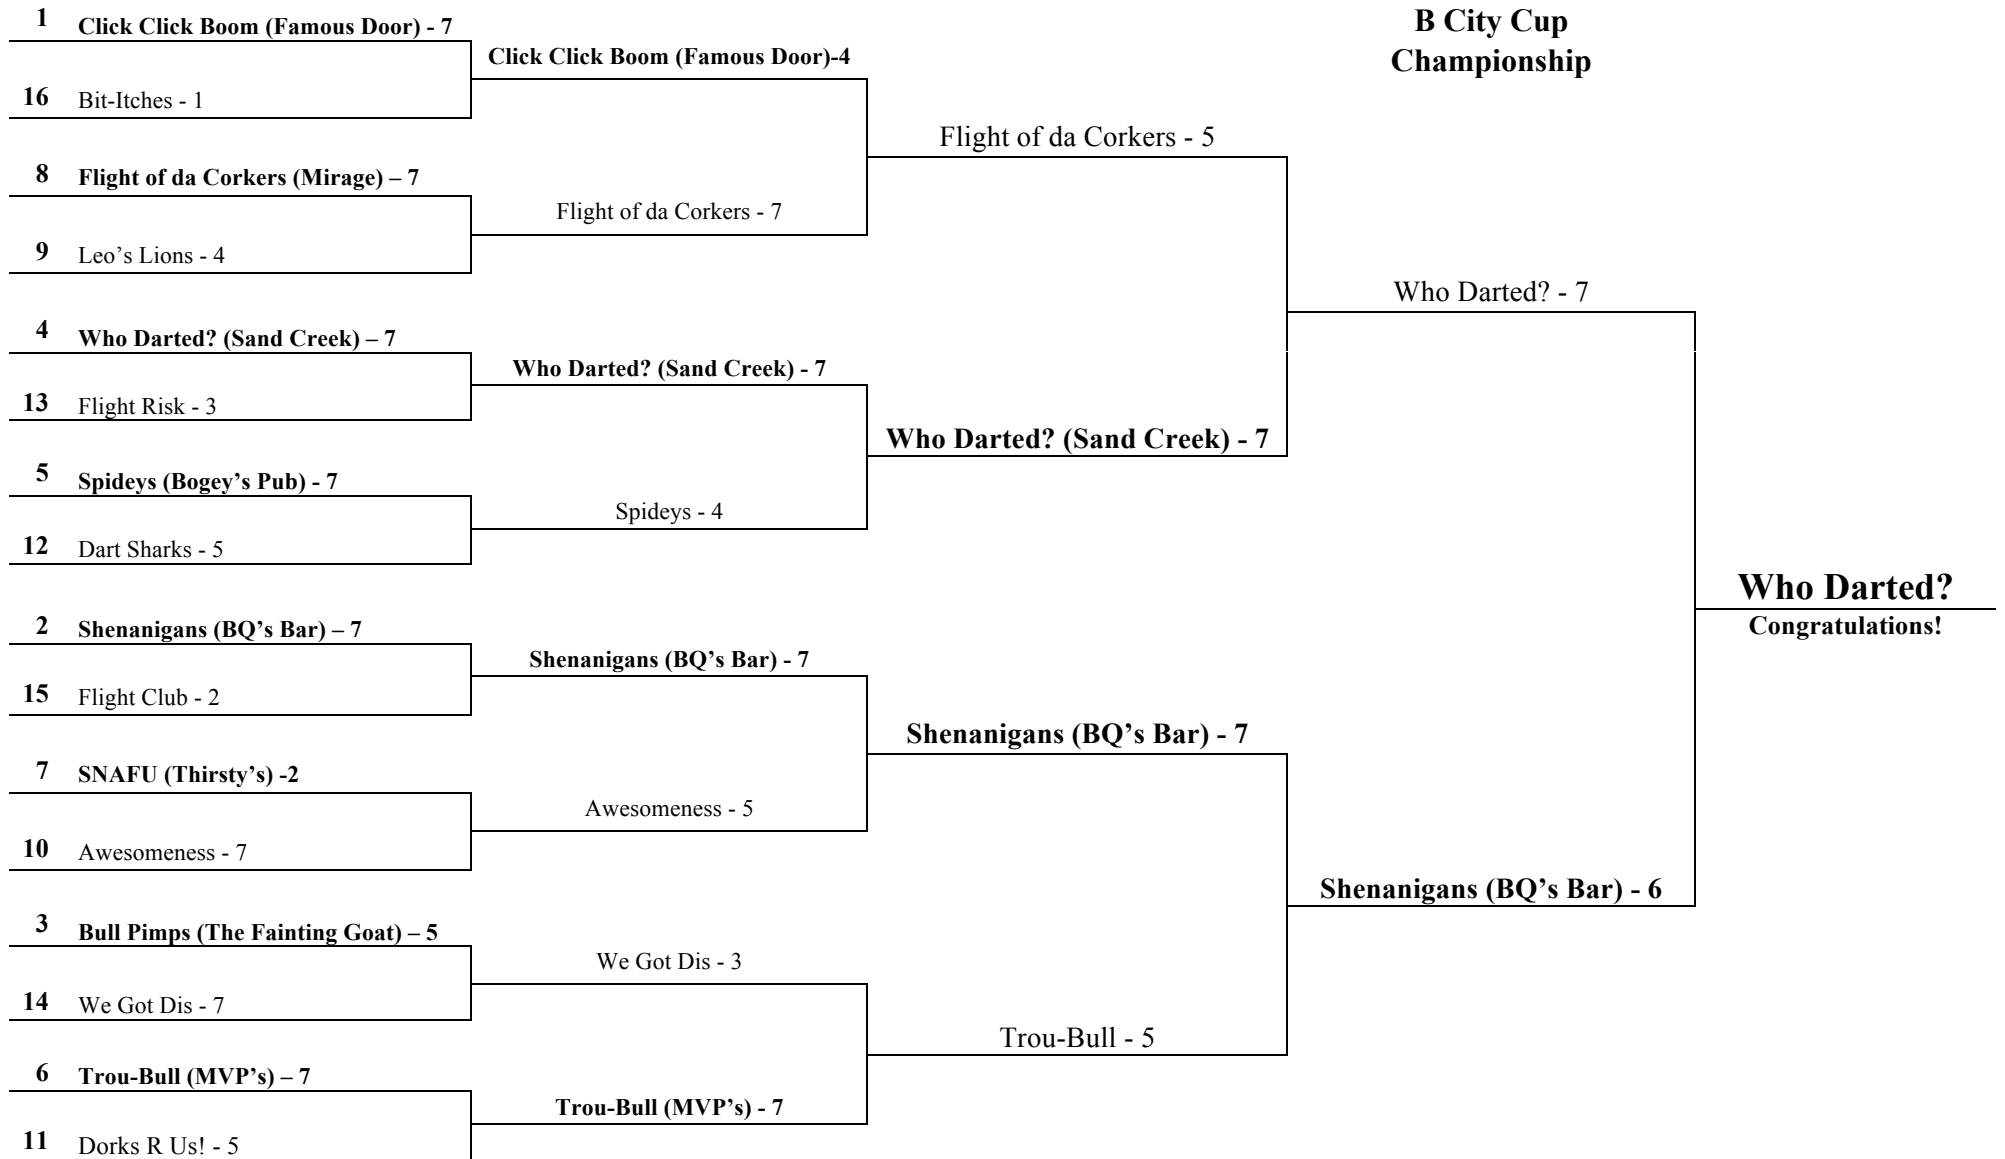 B City Cup
Championship
1 Click Click Boom (Famous Door) - 7
16 Bit-Itches - 1
8 Flight of da Corkers (Mirage) – 7
9 Leo’s Lions - 4
4 Who Darted? (Sand Creek) – 7
13 Flight Risk - 3
5 Spideys (Bogey’s Pub) - 7
12 Dart Sharks - 5
2 Shenanigans (BQ’s Bar) – 7
15 Flight Club - 2
7 SNAFU (Thirsty’s) -2
10 Awesomeness - 7
3 Bull Pimps (The Fainting Goat) – 5
14 We Got Dis - 7
6 Trou-Bull (MVP’s) – 7
11 Dorks R Us! - 5
Click Click Boom (Famous Door)-4
Flight of da Corkers - 7
Who Darted? (Sand Creek) - 7
Spideys - 4
Shenanigans (BQ’s Bar) - 7
Awesomeness - 5
We Got Dis - 3
Trou-Bull (MVP’s) - 7
Flight of da Corkers - 5
Who Darted? (Sand Creek) - 7
Shenanigans (BQ’s Bar) - 7
Trou-Bull - 5
Who Darted? - 7
Shenanigans (BQ’s Bar) - 6
Who Darted?
Congratulations!